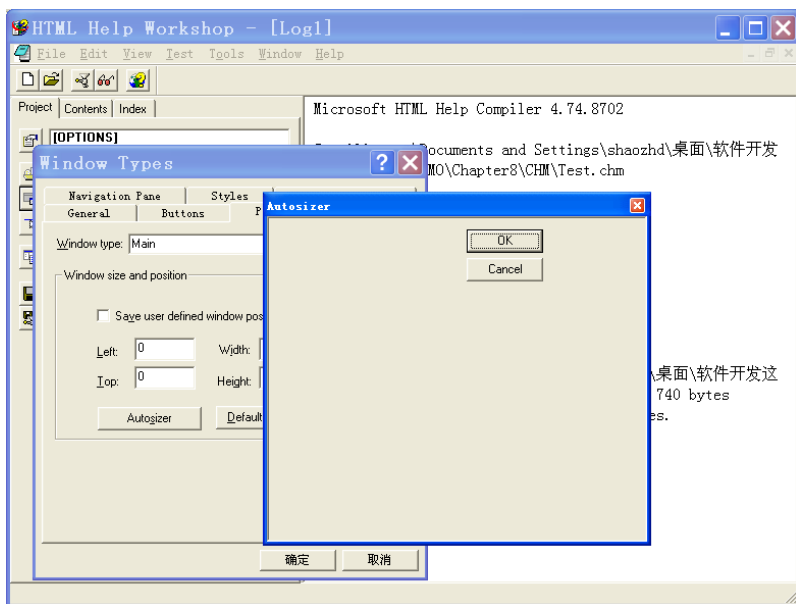 HTML Help Workshop - [Log1]
File Edit View Test Tools Window Help
Project Contents Index
Microsoft HTML Help Compiler 4.74.8702
[OPTIONS]
Documents and Settings\shaozhd\桌面\软件开发
MO\Chapter8\CHM\Test.chm
Window Types
Navigation Pane Styles
General Buttons P
Autosizer
Window type: Main
OK
Cancel
Window size and position
Save user defined window pos
Left: 0 Width:
Top: 0 Height:
Autosizer Default
\桌面\软件开发这
740 bytes
es.
确定 取消